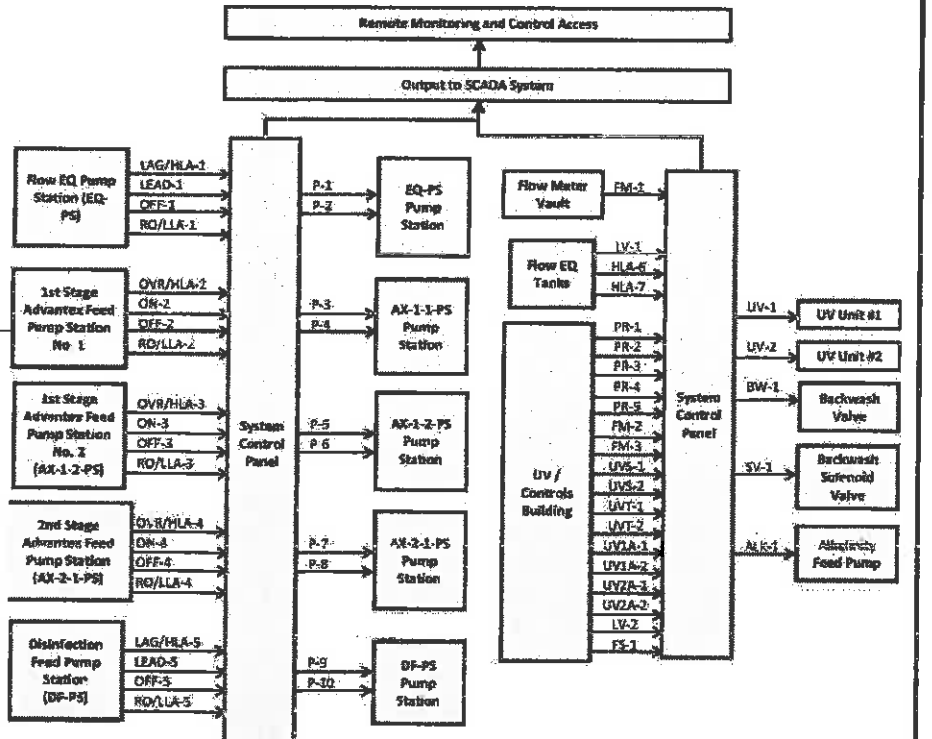 Remote Monitoring and Control Access
Output to SCADA System
Flow EQ Pump
Station (EQ-
PS)
LAG/HLA-1
LEAD-1
OFF-1
RO/LLA-1
1st Stage
Advantex Feed
Pump Station
No. 1
OVR/HLA-2
ON-2
OFF-2
RO/LLA-2
1st Stage
Advantex Feed
Pump Station
No. 2
(AX-1-2-PS)
OVR/HLA-3
ON-3
OFF-3
RO/LLA-3
2nd Stage
Advantex Feed
Pump Station
(AX-2-1-PS)
OVR/HLA-4
ON-4
OFF-4
RO/LLA-4
Disinfection
Feed Pump
Station
(DF-PS)
LAG/HLA-5
LEAD-5
OFF-5
RO/LLA-5
System
Control
Panel
P-1
P-2
P-3
P-4
P-5
P-6
P-7
P-8
P-9
P-10
EQ-PS
Pump
Station
AX-1-1-PS
Pump
Station
AX-1-2-PS
Pump
Station
AX-2-1-PS
Pump
Station
DF-PS
Pump
Station
Flow Meter
Vault
FM-1
Flow EQ
Tanks
LV-1
HLA-6
HLA-7
UV /
Controls
Building
PR-1
PR-2
PR-3
PR-4
PR-5
FM-2
FM-3
UVS-1
UVS-2
UVT-1
UVT-2
UV1A-1
UV1A-2
UV2A-1
UV2A-2
LV-2
FS-1
System
Control
Panel
UV-1
UV-2
BW-1
SV-1
ALK-1
UV Unit #1
UV Unit #2
Backwash
Valve
Backwash
Solenoid
Valve
Alkalinity
Feed Pump